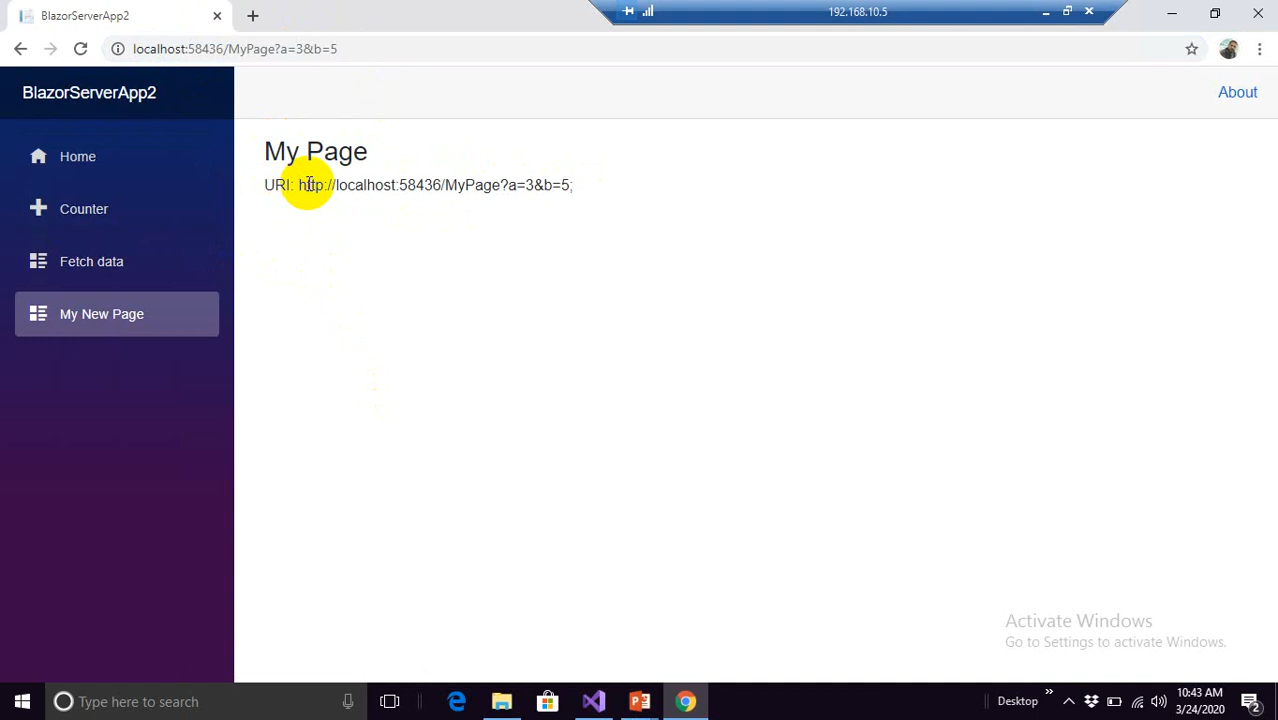 BlazorServerApp2
192.168.10.5
localhost:58436/MyPage?a=3&b=5
BlazorServerApp2
About
Home
Counter
Fetch data
My New Page
My Page
URI: http://localhost:58436/MyPage?a=3&b=5;
Activate Windows
Go to Settings to activate Windows.
Type here to search
Desktop
10:43 AM
3/24/2020
2